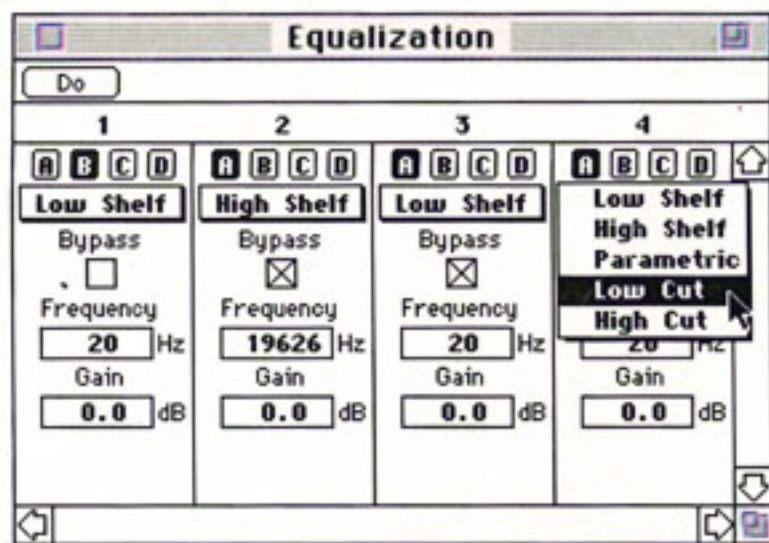 Equalization
Do
1 2 3 4
A B C D A B C D A B C D A B C D
Low Shelf High Shelf Low Shelf Low Shelf
High Shelf
Parametric
Low Cut
High Cut
Bypass Bypass Bypass
Frequency Frequency Frequency
20 Hz 19626 Hz 20 Hz 20 Hz
Gain Gain Gain Gain
0.0 dB 0.0 dB 0.0 dB 0.0 dB